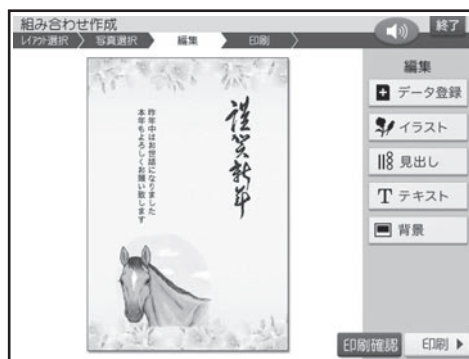 組み合わせ作成
終了
レイアウト選択
写真選択
編集
印刷
謹賀新年
昨年中はお世話になりました
本年もよろしくお願い致します
編集
データ登録
イラスト
見出し
テキスト
背景
印刷確認
印刷